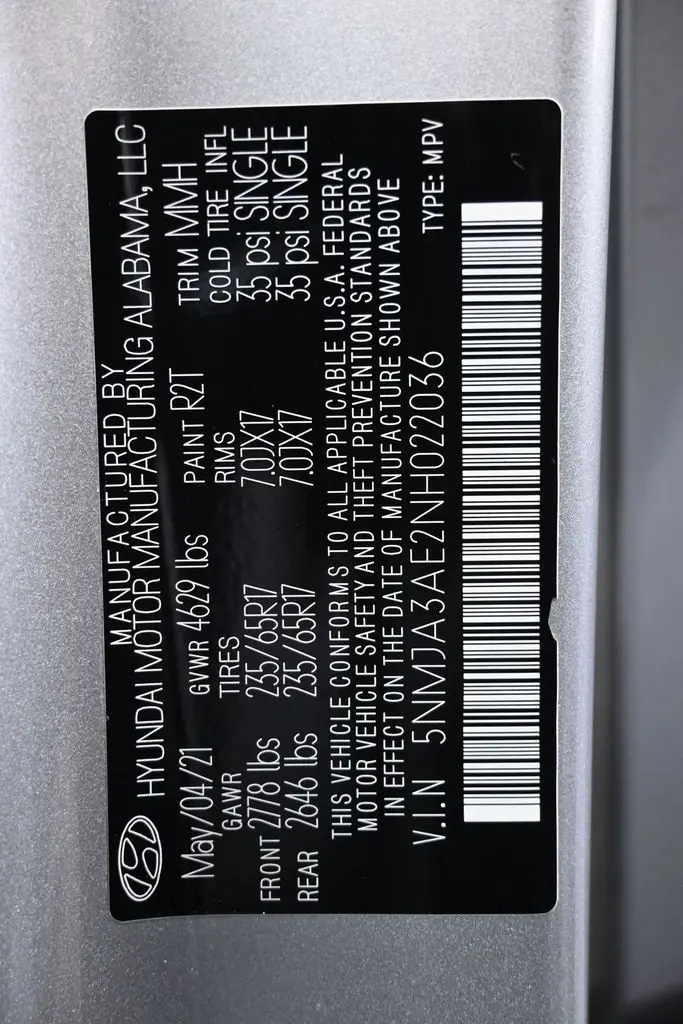 MANUFACTURED BY
HYUNDAI MOTOR MANUFACTURING ALABAMA, LLC
May/04/21 GVWR 4629 lbs PAINT R2T TRIM MMH
GAWR TIRES RIMS COLD TIRE INFL
FRONT 2778 lbs 235/65R17 7.0JX17 35 psi SINGLE
REAR 2646 lbs 235/65R17 7.0JX17 35 psi SINGLE
THIS VEHICLE CONFORMS TO ALL APPLICABLE U.S.A. FEDERAL
MOTOR VEHICLE SAFETY AND THEFT PREVENTION STANDARDS
IN EFFECT ON THE DATE OF MANUFACTURE SHOWN ABOVE
V.I.N 5NMJA3AE2NH022036 TYPE: MPV